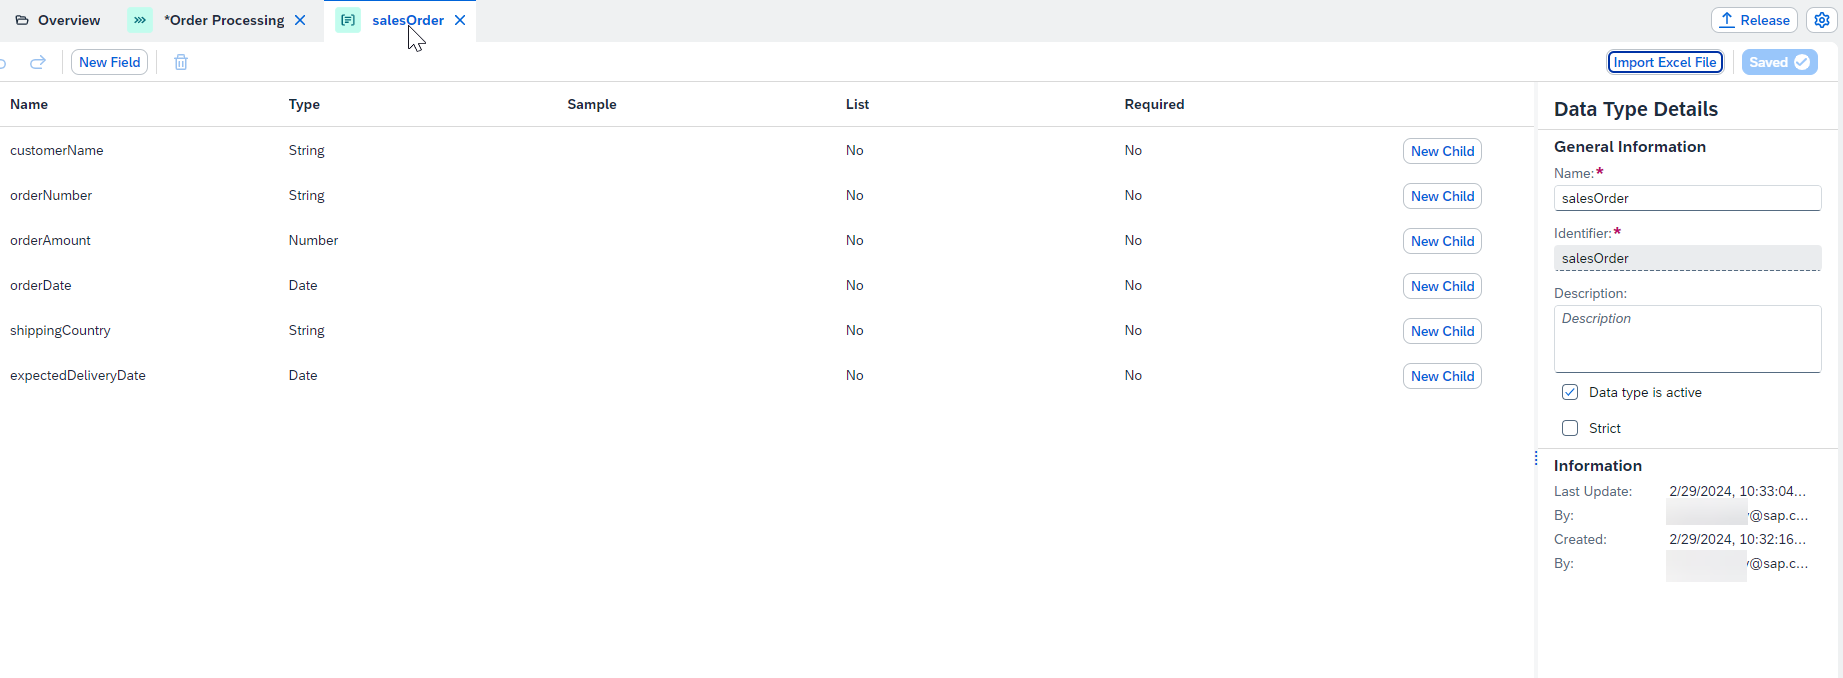 Overview *Order Processing salesOrder Release
New Field Import Excel File Saved
Name Type Sample List Required
customerName String No No New Child
orderNumber String No No New Child
orderAmount Number No No New Child
orderDate Date No No New Child
shippingCountry String No No New Child
expectedDeliveryDate Date No No New Child
Data Type Details
General Information
Name:*
salesOrder
Identifier:*
salesOrder
Description:
Description
Data type is active
Strict
Information
Last Update: 2/29/2024, 10:33:04...
By: @sap.c...
Created: 2/29/2024, 10:32:16...
By: @sap.c...